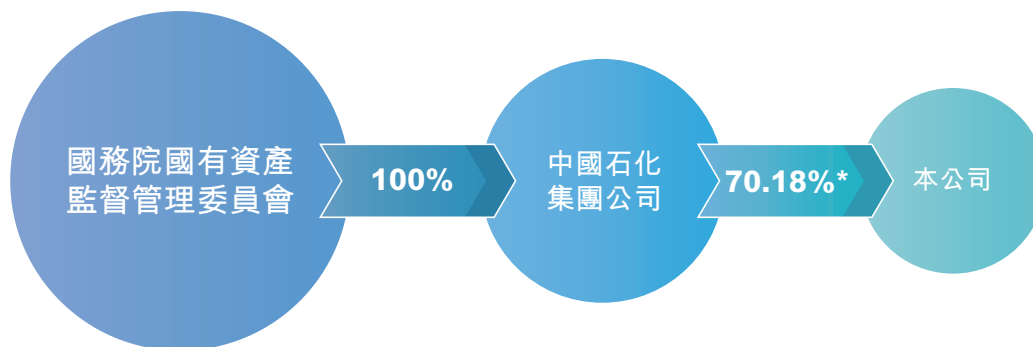 國務院國有資產
監督管理委員會
100%
中國石化
集團公司
70.18%*
本公司